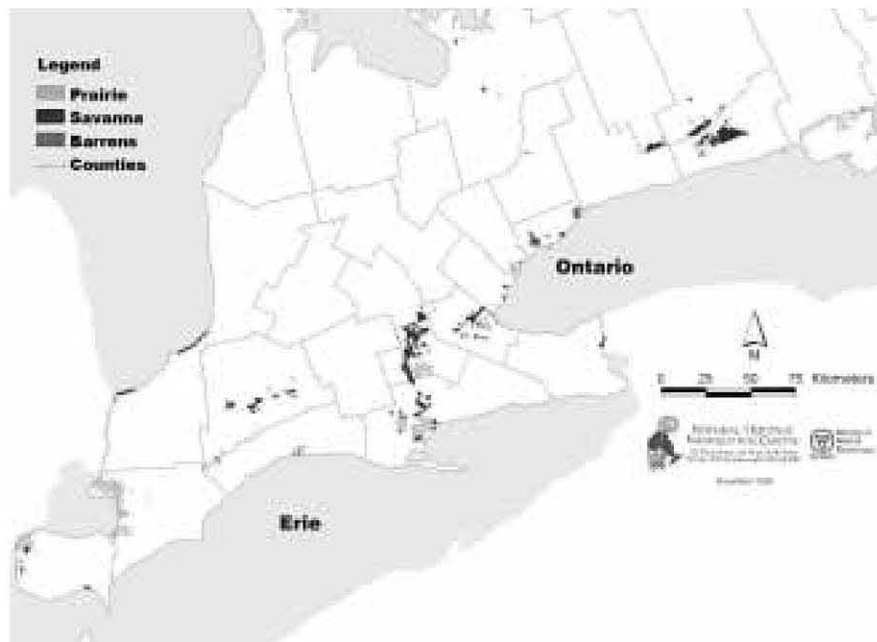 Legend
Prairie
Savanna
Barrens
Counties
Ontario
N
0 25 50 75 Kilometers
Erie